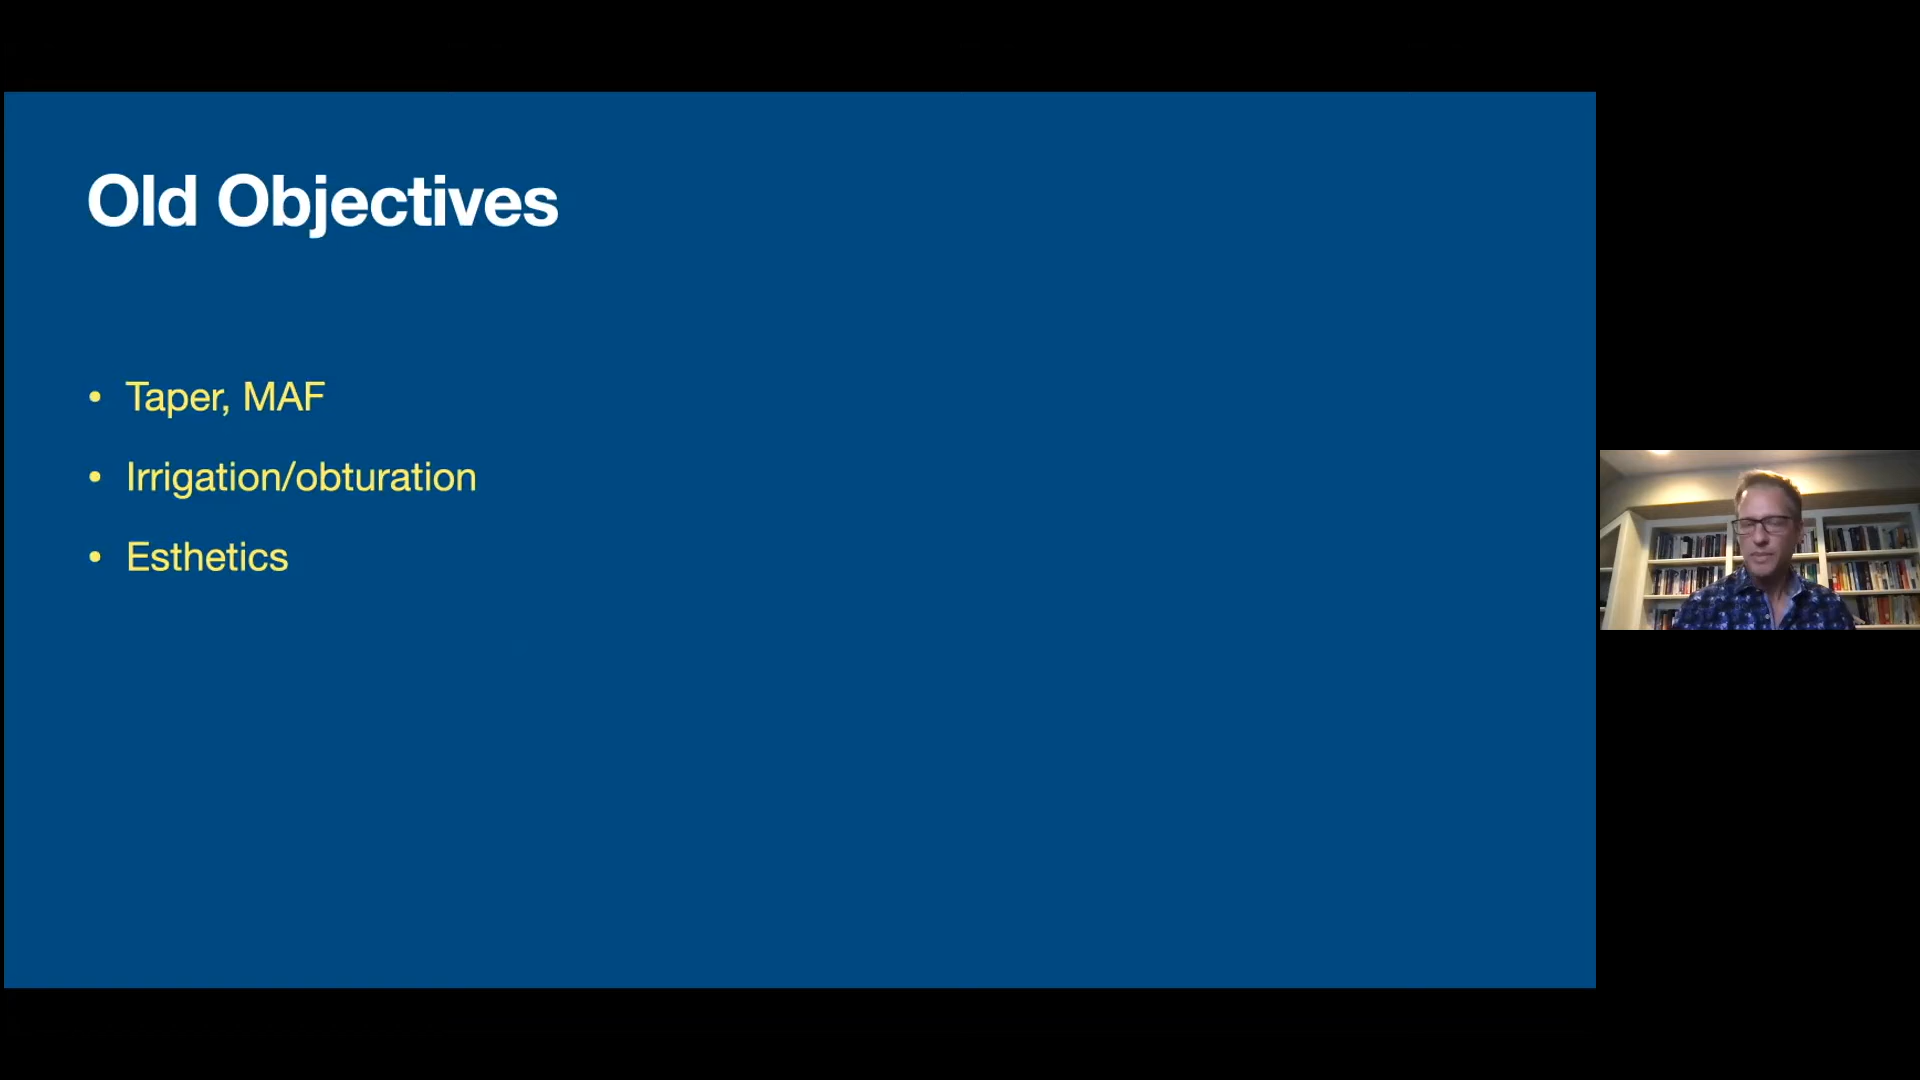 Old Objectives
• Taper, MAF
• Irrigation/obturation
• Esthetics